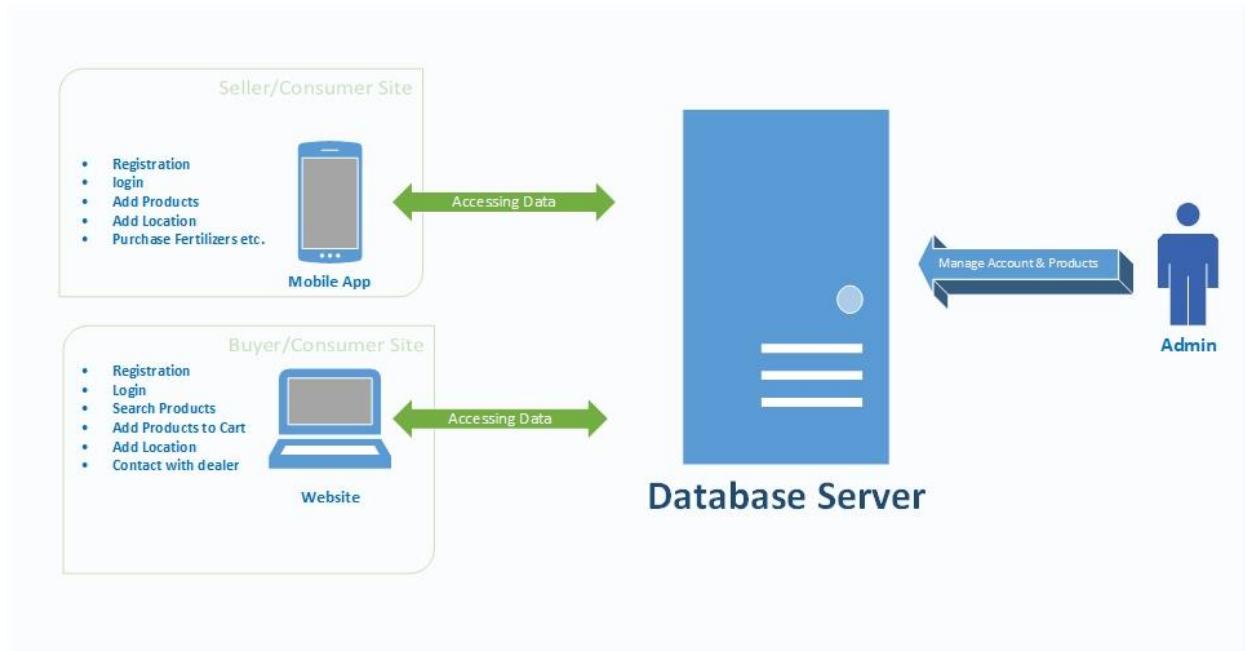 Seller/Consumer Site
• Registration
• login
• Add Products
• Add Location
• Purchase Fertilizers etc.
Mobile App
Accessing Data
Buyer/Consumer Site
• Registration
• Login
• Search Products
• Add Products to Cart
• Add Location
• Contact with dealer
Website
Accessing Data
Database Server
Manage Account & Products
Admin